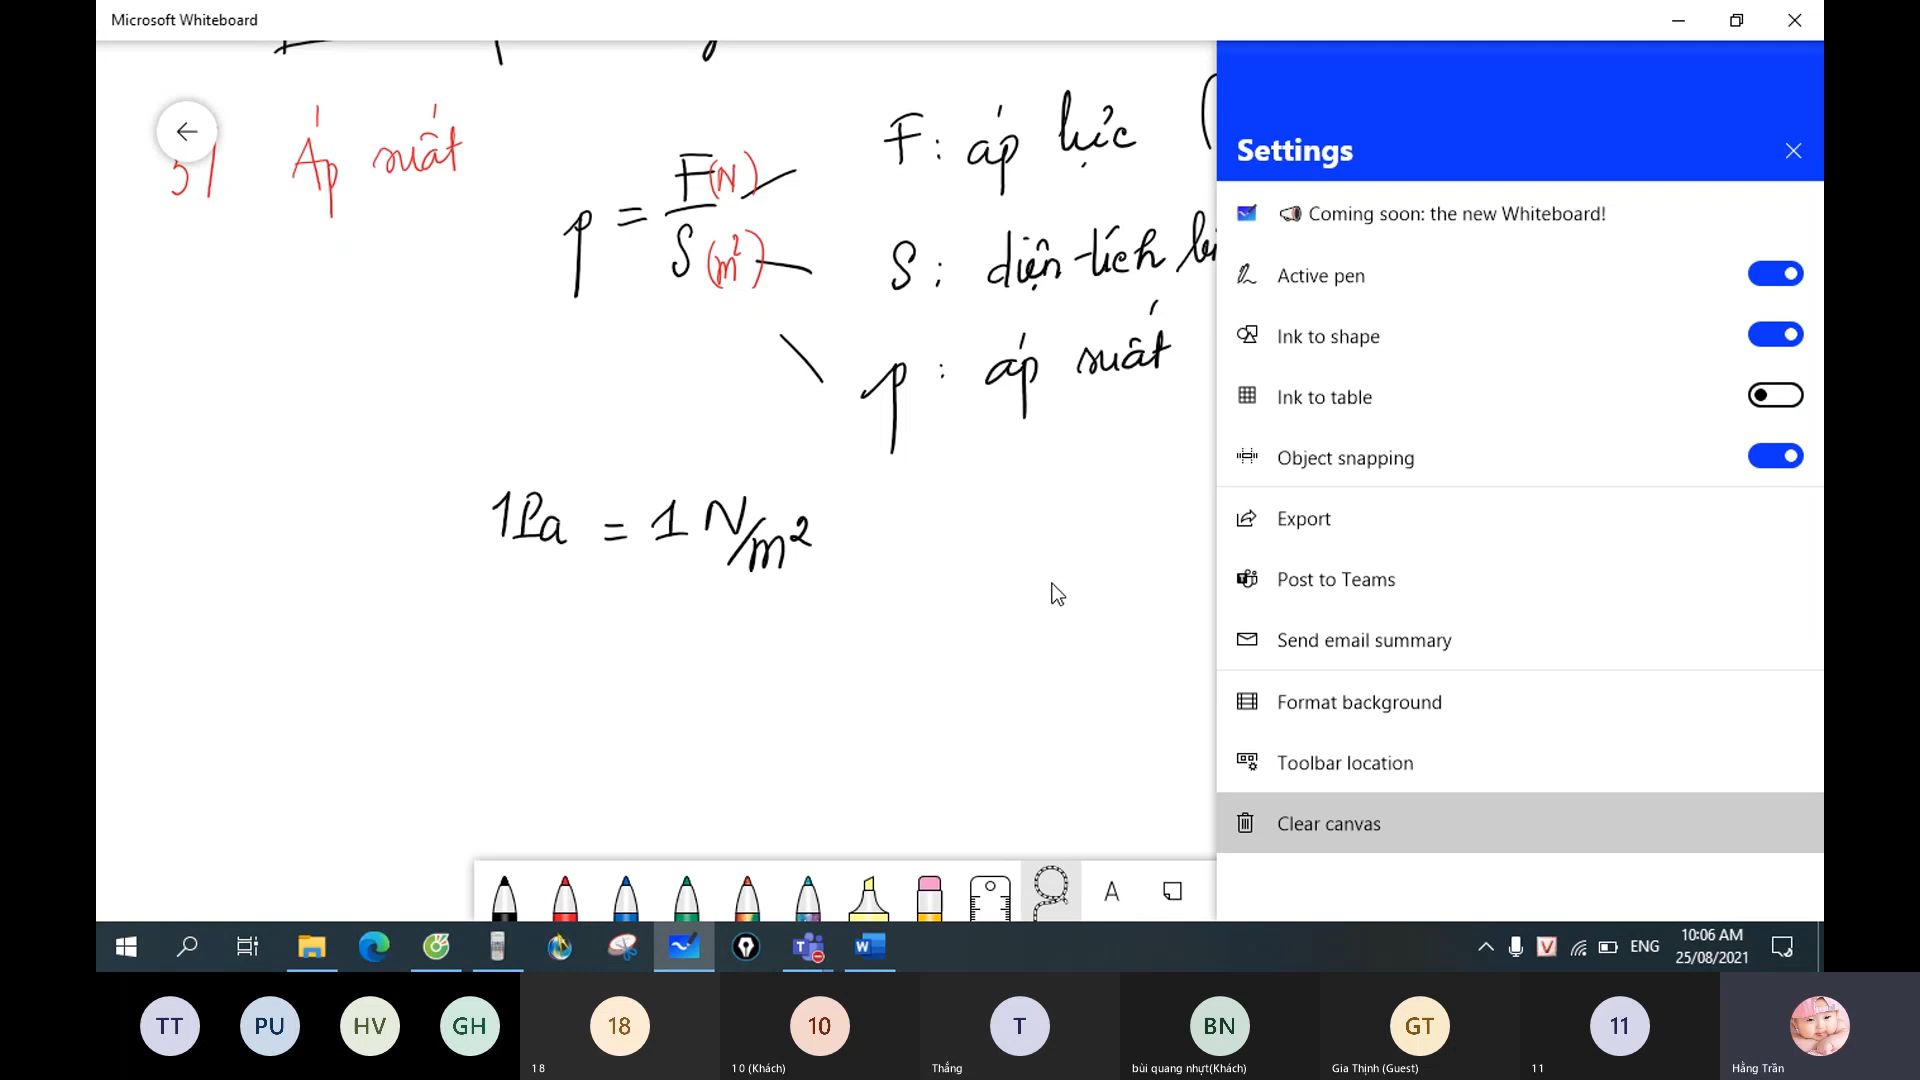 Microsoft Whiteboard
5/ Áp suất
p = F(N) / S(m²)
F: áp lực (
S: diện tích bị
p: áp suất
1Pa = 1 N/m²
Settings
Coming soon: the new Whiteboard!
Active pen
Ink to shape
Ink to table
Object snapping
Export
Post to Teams
Send email summary
Format background
Toolbar location
Clear canvas
A
ENG
10:06 AM
25/08/2021
TT PU HV GH 18 10 T BN GT 11
18 10 (Khách) Thắng bùi quang nhựt(Khách) Gia Thịnh (Guest) 11 Hằng Trần